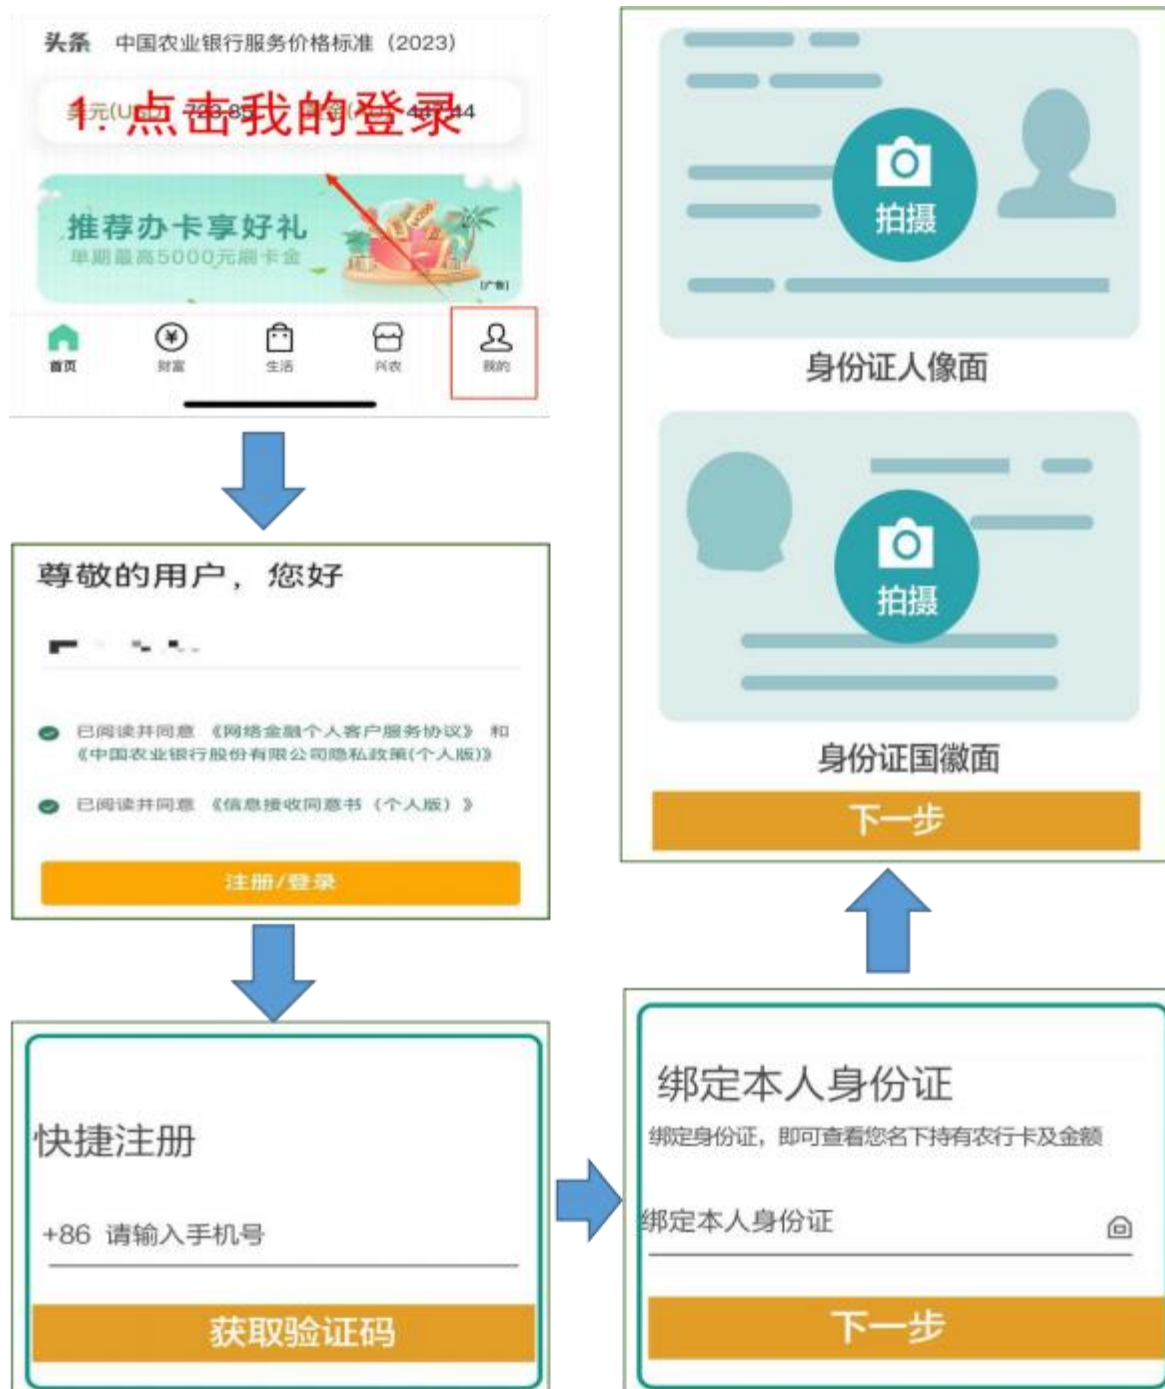 头条 中国农业银行服务价格标准（2023）
1. 点击我的登录
美元(USD) 723.85 447.44
推荐办卡享好礼
单期最高5000元刷卡金
[广告]
首页 财富 生活 兴农 我的
尊敬的用户，您好
已阅读并同意 《网络金融个人客户服务协议》 和
《中国农业银行股份有限公司隐私政策(个人版)》
已阅读并同意 《信息接收同意书（个人版）》
注册/登录
快捷注册
+86 请输入手机号
获取验证码
绑定本人身份证
绑定身份证，即可查看您名下持有农行卡及金额
绑定本人身份证
下一步
拍摄
身份证人像面
拍摄
身份证国徽面
下一步